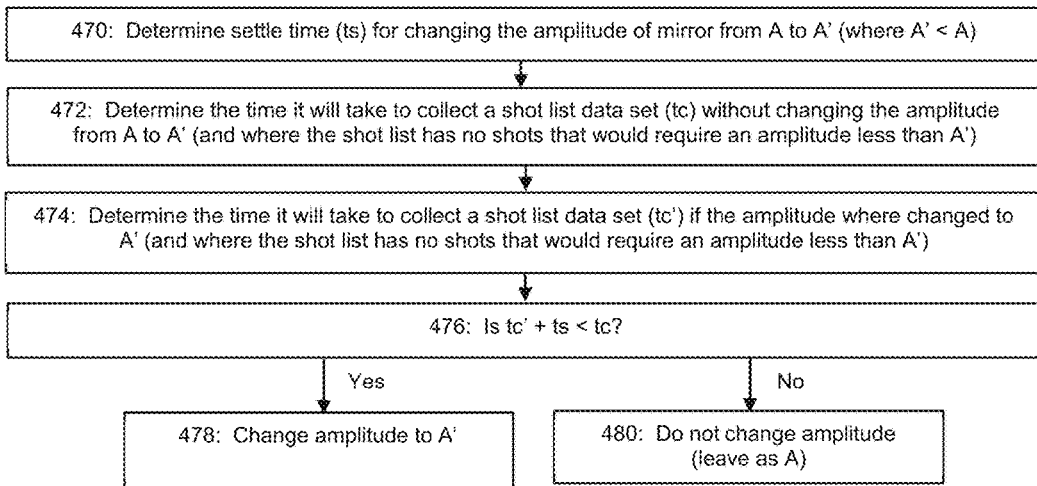 470: Determine settle time (ts) for changing the amplitude of mirror from A to A' (where A' < A)
472: Determine the time it will take to collect a shot list data set (tc) without changing the amplitude
from A to A' (and where the shot list has no shots that would require an amplitude less than A')
474: Determine the time it will take to collect a shot list data set (tc') if the amplitude where changed to
A' (and where the shot list has no shots that would require an amplitude less than A')
476: Is tc' + ts < tc?
Yes
No
478: Change amplitude to A'
480: Do not change amplitude
(leave as A)